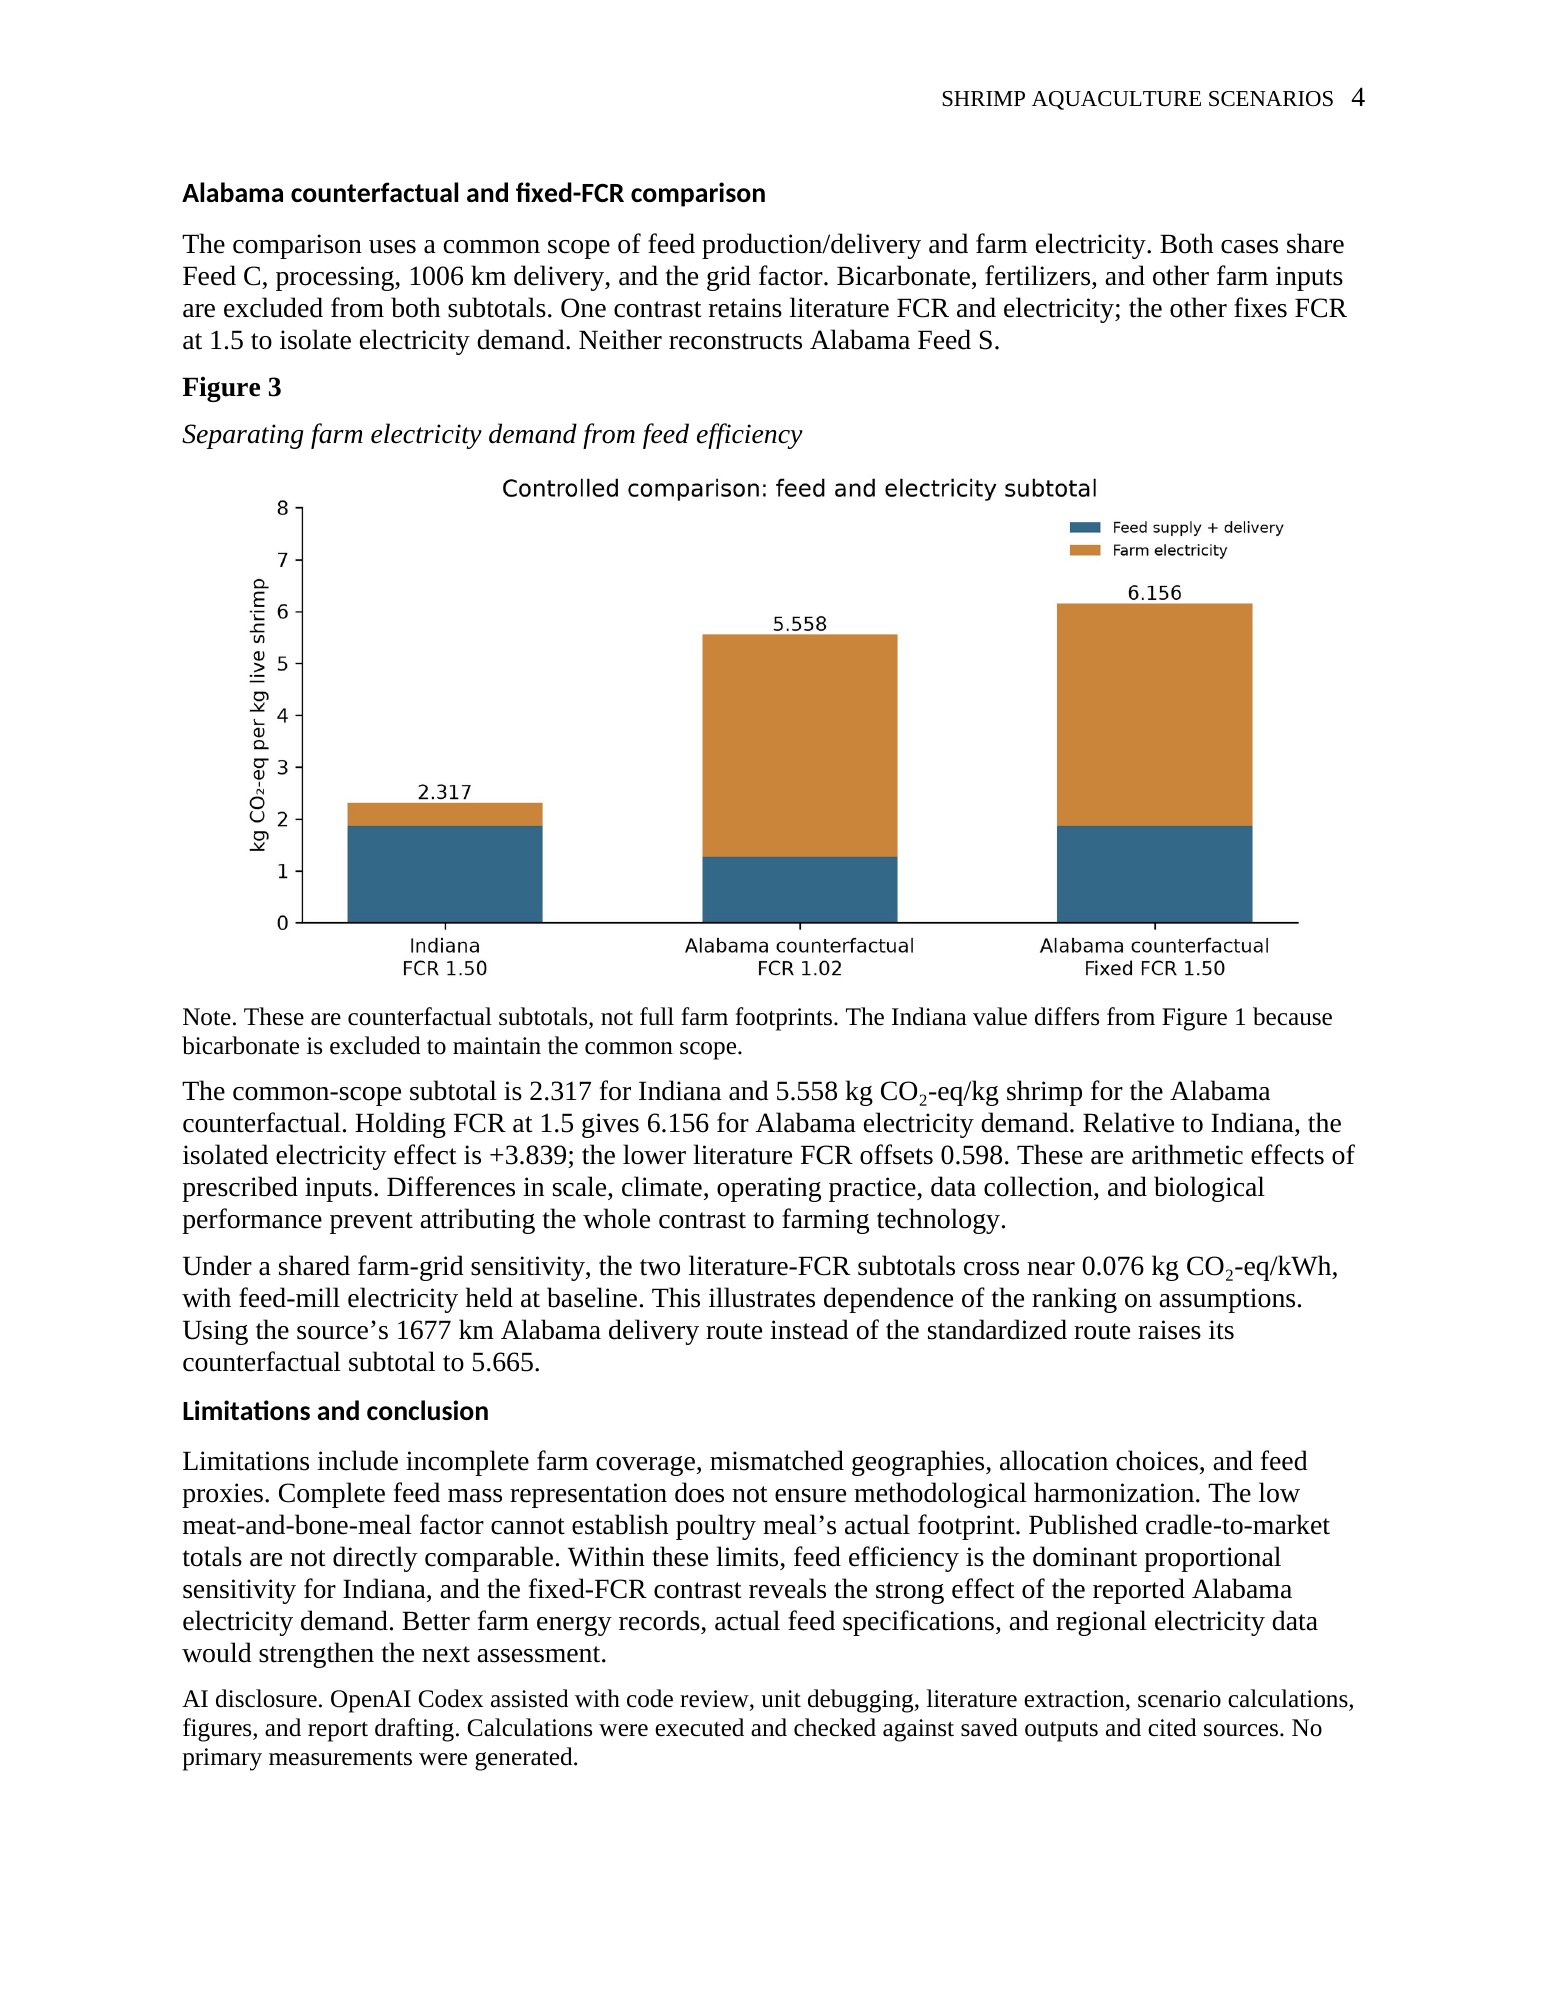 SHRIMP AQUACULTURE SCENARIOS 4
Alabama counterfactual and fixed-FCR comparison
The comparison uses a common scope of feed production/delivery and farm electricity. Both cases share
Feed C, processing, 1006 km delivery, and the grid factor. Bicarbonate, fertilizers, and other farm inputs
are excluded from both subtotals. One contrast retains literature FCR and electricity; the other fixes FCR
at 1.5 to isolate electricity demand. Neither reconstructs Alabama Feed S.
Figure 3
Separating farm electricity demand from feed efficiency
Controlled comparison: feed and electricity subtotal
Feed supply + delivery
Farm electricity
kg CO₂-eq per kg live shrimp
8
7
6
5
4
3
2
1
0
2.317
5.558
6.156
Indiana
FCR 1.50
Alabama counterfactual
FCR 1.02
Alabama counterfactual
Fixed FCR 1.50
Note. These are counterfactual subtotals, not full farm footprints. The Indiana value differs from Figure 1 because
bicarbonate is excluded to maintain the common scope.
The common-scope subtotal is 2.317 for Indiana and 5.558 kg CO₂-eq/kg shrimp for the Alabama
counterfactual. Holding FCR at 1.5 gives 6.156 for Alabama electricity demand. Relative to Indiana, the
isolated electricity effect is +3.839; the lower literature FCR offsets 0.598. These are arithmetic effects of
prescribed inputs. Differences in scale, climate, operating practice, data collection, and biological
performance prevent attributing the whole contrast to farming technology.
Under a shared farm-grid sensitivity, the two literature-FCR subtotals cross near 0.076 kg CO₂-eq/kWh,
with feed-mill electricity held at baseline. This illustrates dependence of the ranking on assumptions.
Using the source’s 1677 km Alabama delivery route instead of the standardized route raises its
counterfactual subtotal to 5.665.
Limitations and conclusion
Limitations include incomplete farm coverage, mismatched geographies, allocation choices, and feed
proxies. Complete feed mass representation does not ensure methodological harmonization. The low
meat-and-bone-meal factor cannot establish poultry meal’s actual footprint. Published cradle-to-market
totals are not directly comparable. Within these limits, feed efficiency is the dominant proportional
sensitivity for Indiana, and the fixed-FCR contrast reveals the strong effect of the reported Alabama
electricity demand. Better farm energy records, actual feed specifications, and regional electricity data
would strengthen the next assessment.
AI disclosure. OpenAI Codex assisted with code review, unit debugging, literature extraction, scenario calculations,
figures, and report drafting. Calculations were executed and checked against saved outputs and cited sources. No
primary measurements were generated.